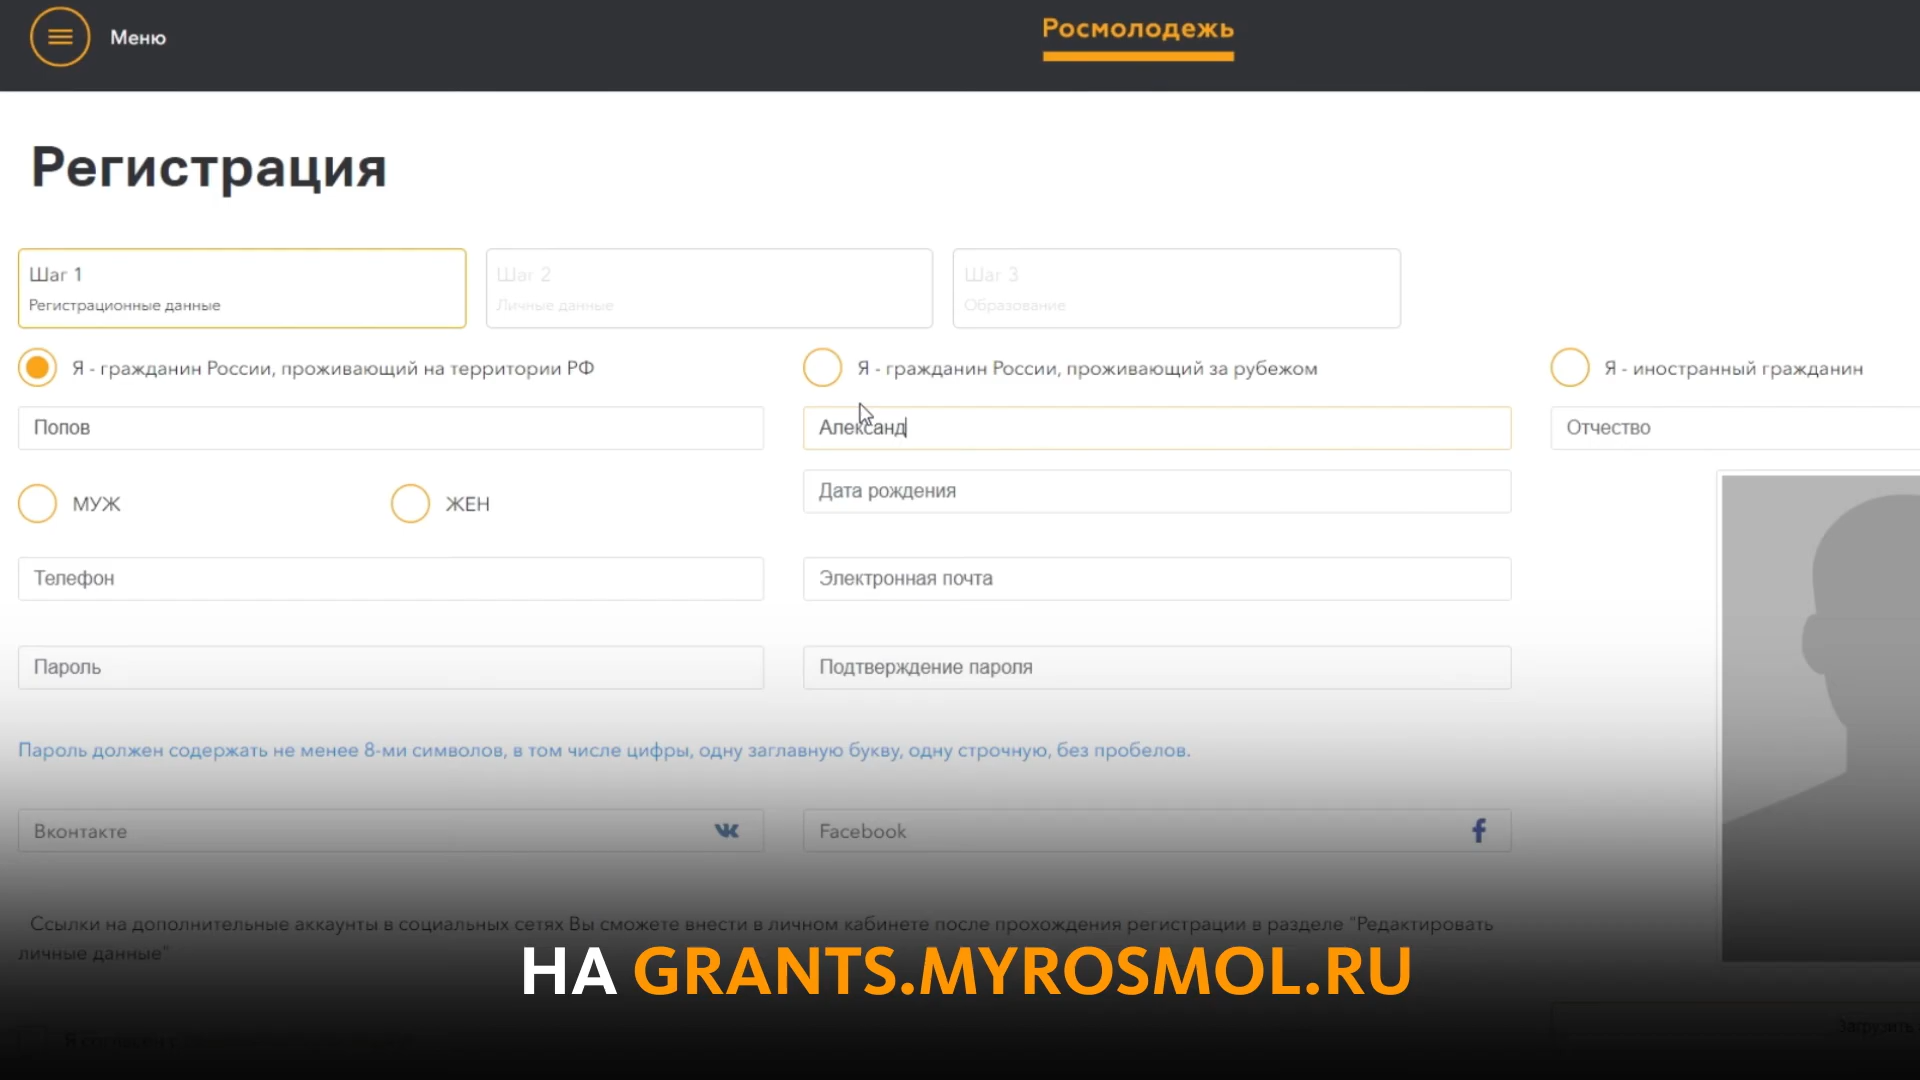 Меню
Росмолодежь
Регистрация
Шаг 1
Регистрационные данные
Шаг 2
Личные данные
Шаг 3
Образование
Я - гражданин России, проживающий на территории РФ
Я - гражданин России, проживающий за рубежом
Я - иностранный гражданин
Попов
Александ
Отчество
МУЖ
ЖЕН
Дата рождения
Телефон
Электронная почта
Пароль
Подтверждение пароля
Пароль должен содержать не менее 8-ми символов, в том числе цифры, одну заглавную букву, одну строчную, без пробелов.
Вконтакте
Facebook
Ссылки на дополнительные аккаунты в социальных сетях Вы сможете внести в личном кабинете после прохождения регистрации в разделе "Редактировать
личные данные"
НА GRANTS.MYROSMOL.RU
Загрузить